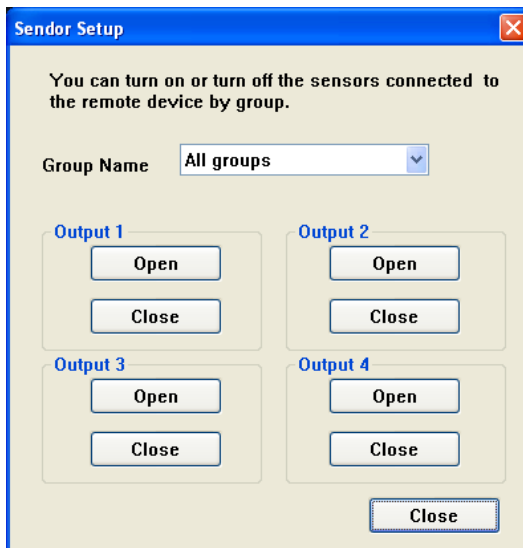 Sendor Setup
You can turn on or turn off the sensors connected to
the remote device by group.
Group Name
All groups
Output 1
Output 2
Open
Open
Close
Close
Output 3
Output 4
Open
Open
Close
Close
Close